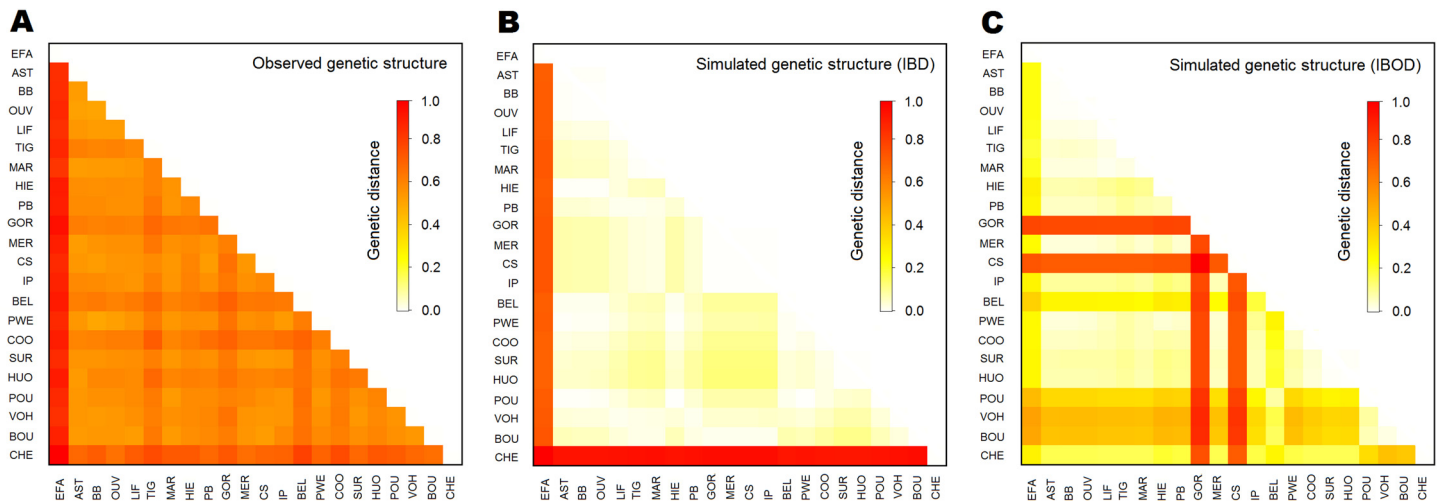 A
Observed genetic structure
EFA
AST
BB
OUV
LIF
TIG
MAR
HIE
PB
GOR
MER
CS
IP
BEL
PWE
COO
SUR
HUO
POU
VOH
BOU
CHE
Genetic distance
1.0
0.8
0.6
0.4
0.2
0.0
EFA AST BB OUV LIF TIG MAR HIE PB GOR MER CS IP BEL PWE COO SUR HUO POU VOH BOU CHE
B
Simulated genetic structure (IBD)
EFA
AST
BB
OUV
LIF
TIG
MAR
HIE
PB
GOR
MER
CS
IP
BEL
PWE
COO
SUR
HUO
POU
VOH
BOU
CHE
Genetic distance
1.0
0.8
0.6
0.4
0.2
0.0
EFA AST BB OUV LIF TIG MAR HIE PB GOR MER CS IP BEL PWE COO SUR HUO POU VOH BOU CHE
C
Simulated genetic structure (IBOD)
EFA
AST
BB
OUV
LIF
TIG
MAR
HIE
PB
GOR
MER
CS
IP
BEL
PWE
COO
SUR
HUO
POU
VOH
BOU
CHE
Genetic distance
1.0
0.8
0.6
0.4
0.2
0.0
EFA AST BB OUV LIF TIG MAR HIE PB GOR MER CS IP BEL PWE COO SUR HUO POU VOH BOU CHE